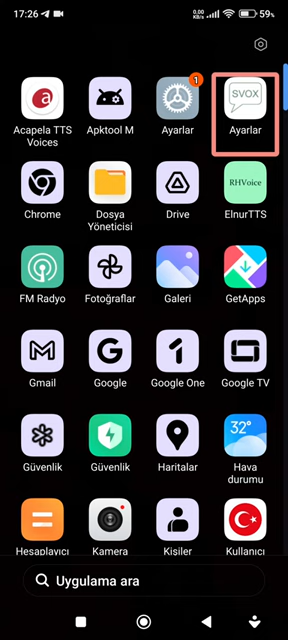 17:26
0,00
KB/s
59%
a
1
SVOX
Acapela TTS
Voices
Apktool M
Ayarlar
Ayarlar
RHVoice
Chrome
Dosya
Yöneticisi
Drive
ElnurTTS
FM Radyo
Fotoğraflar
Galeri
GetApps
Gmail
Google
Google One
Google TV
32°
Güvenlik
Güvenlik
Haritalar
Hava
durumu
Hesaplayıcı
Kamera
Kişiler
Kullanıcı
Uygulama ara